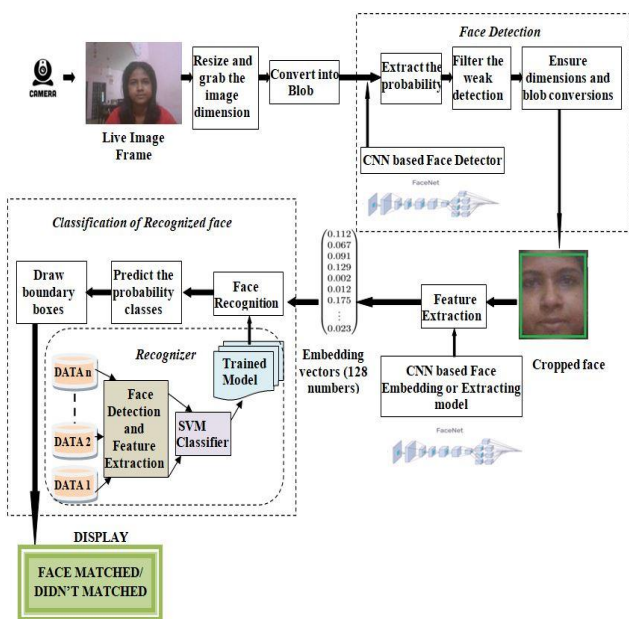 Face Detection
CAMERA
Live Image
Frame
Resize and
grab the
image
dimension
Convert into
Blob
Extract the
probability
Filter the
weak
detection
Ensure
dimensions and
blob conversions
CNN based Face Detector
FaceNet
Classification of Recognized face
Draw
boundary
boxes
Predict the
probability
classes
Face
Recognition
0.112
0.067
0.091
0.129
0.002
0.012
0.175
⋮
0.023
Embedding
vectors (128
numbers)
Feature
Extraction
Cropped face
CNN based Face
Embedding or Extracting
model
FaceNet
Recognizer
Trained
Model
DATA n
DATA 2
DATA 1
Face
Detection
and
Feature
Extraction
SVM
Classifier
DISPLAY
FACE MATCHED/
DIDN'T MATCHED